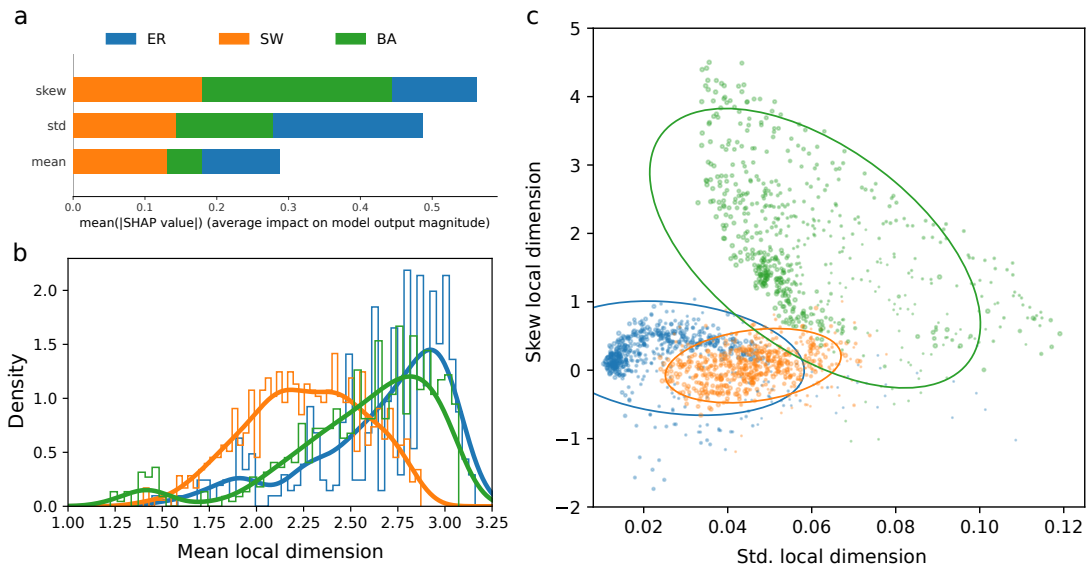 a
ER SW BA
skew
std
mean
0.0 0.1 0.2 0.3 0.4 0.5
mean(|SHAP value|) (average impact on model output magnitude)
b
2.0
1.5
1.0
0.5
0.0
Density
1.00 1.25 1.50 1.75 2.00 2.25 2.50 2.75 3.00 3.25
Mean local dimension
c
5
4
3
2
1
0
−1
−2
Skew local dimension
0.02 0.04 0.06 0.08 0.10 0.12
Std. local dimension